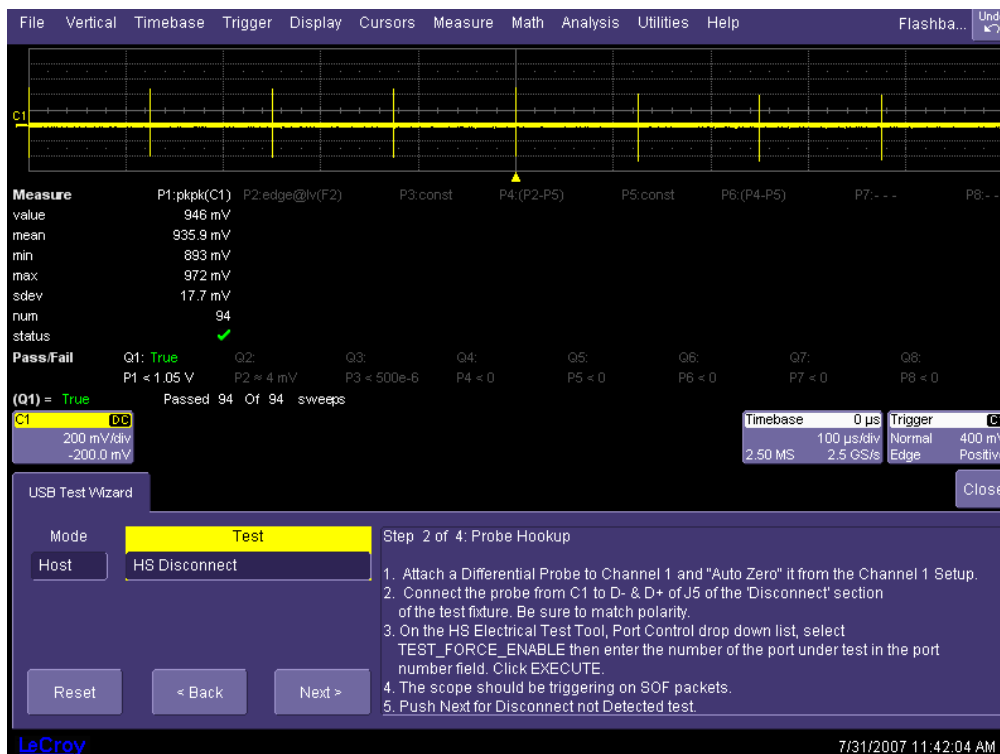 File Vertical Timebase Trigger Display Cursors Measure Math Analysis Utilities Help Flashba... Und
C1
Measure P1:pkpk(C1) P2:edge@lv(F2) P3:const P4:(P2-P5) P5:const P6:(P4-P5) P7:- - - P8:- -
value 946 mV
mean 935.9 mV
min 893 mV
max 972 mV
sdev 17.7 mV
num 94
status ✓
Pass/Fail Q1: True Q2: Q3: Q4: Q5: Q6: Q7: Q8:
P1 < 1.05 V P2 ≈ 4 mV P3 < 500e-6 P4 < 0 P5 < 0 P6 < 0 P7 < 0 P8 < 0
(Q1) = True Passed 94 Of 94 sweeps
C1 DC
200 mV/div
-200.0 mV
Timebase 0 µs
100 µs/div
2.50 MS 2.5 GS/s
Trigger C
Normal 400 m
Edge Positiv
USB Test Wizard
Close
Mode Test
Host HS Disconnect
Reset < Back Next >
Step 2 of 4: Probe Hookup
1. Attach a Differential Probe to Channel 1 and "Auto Zero" it from the Channel 1 Setup.
2. Connect the probe from C1 to D- & D+ of J5 of the 'Disconnect' section
of the test fixture. Be sure to match polarity.
3. On the HS Electrical Test Tool, Port Control drop down list, select
TEST_FORCE_ENABLE then enter the number of the port under test in the port
number field. Click EXECUTE.
4. The scope should be triggering on SOF packets.
5. Push Next for Disconnect not Detected test.
LeCroy 7/31/2007 11:42:04 AM